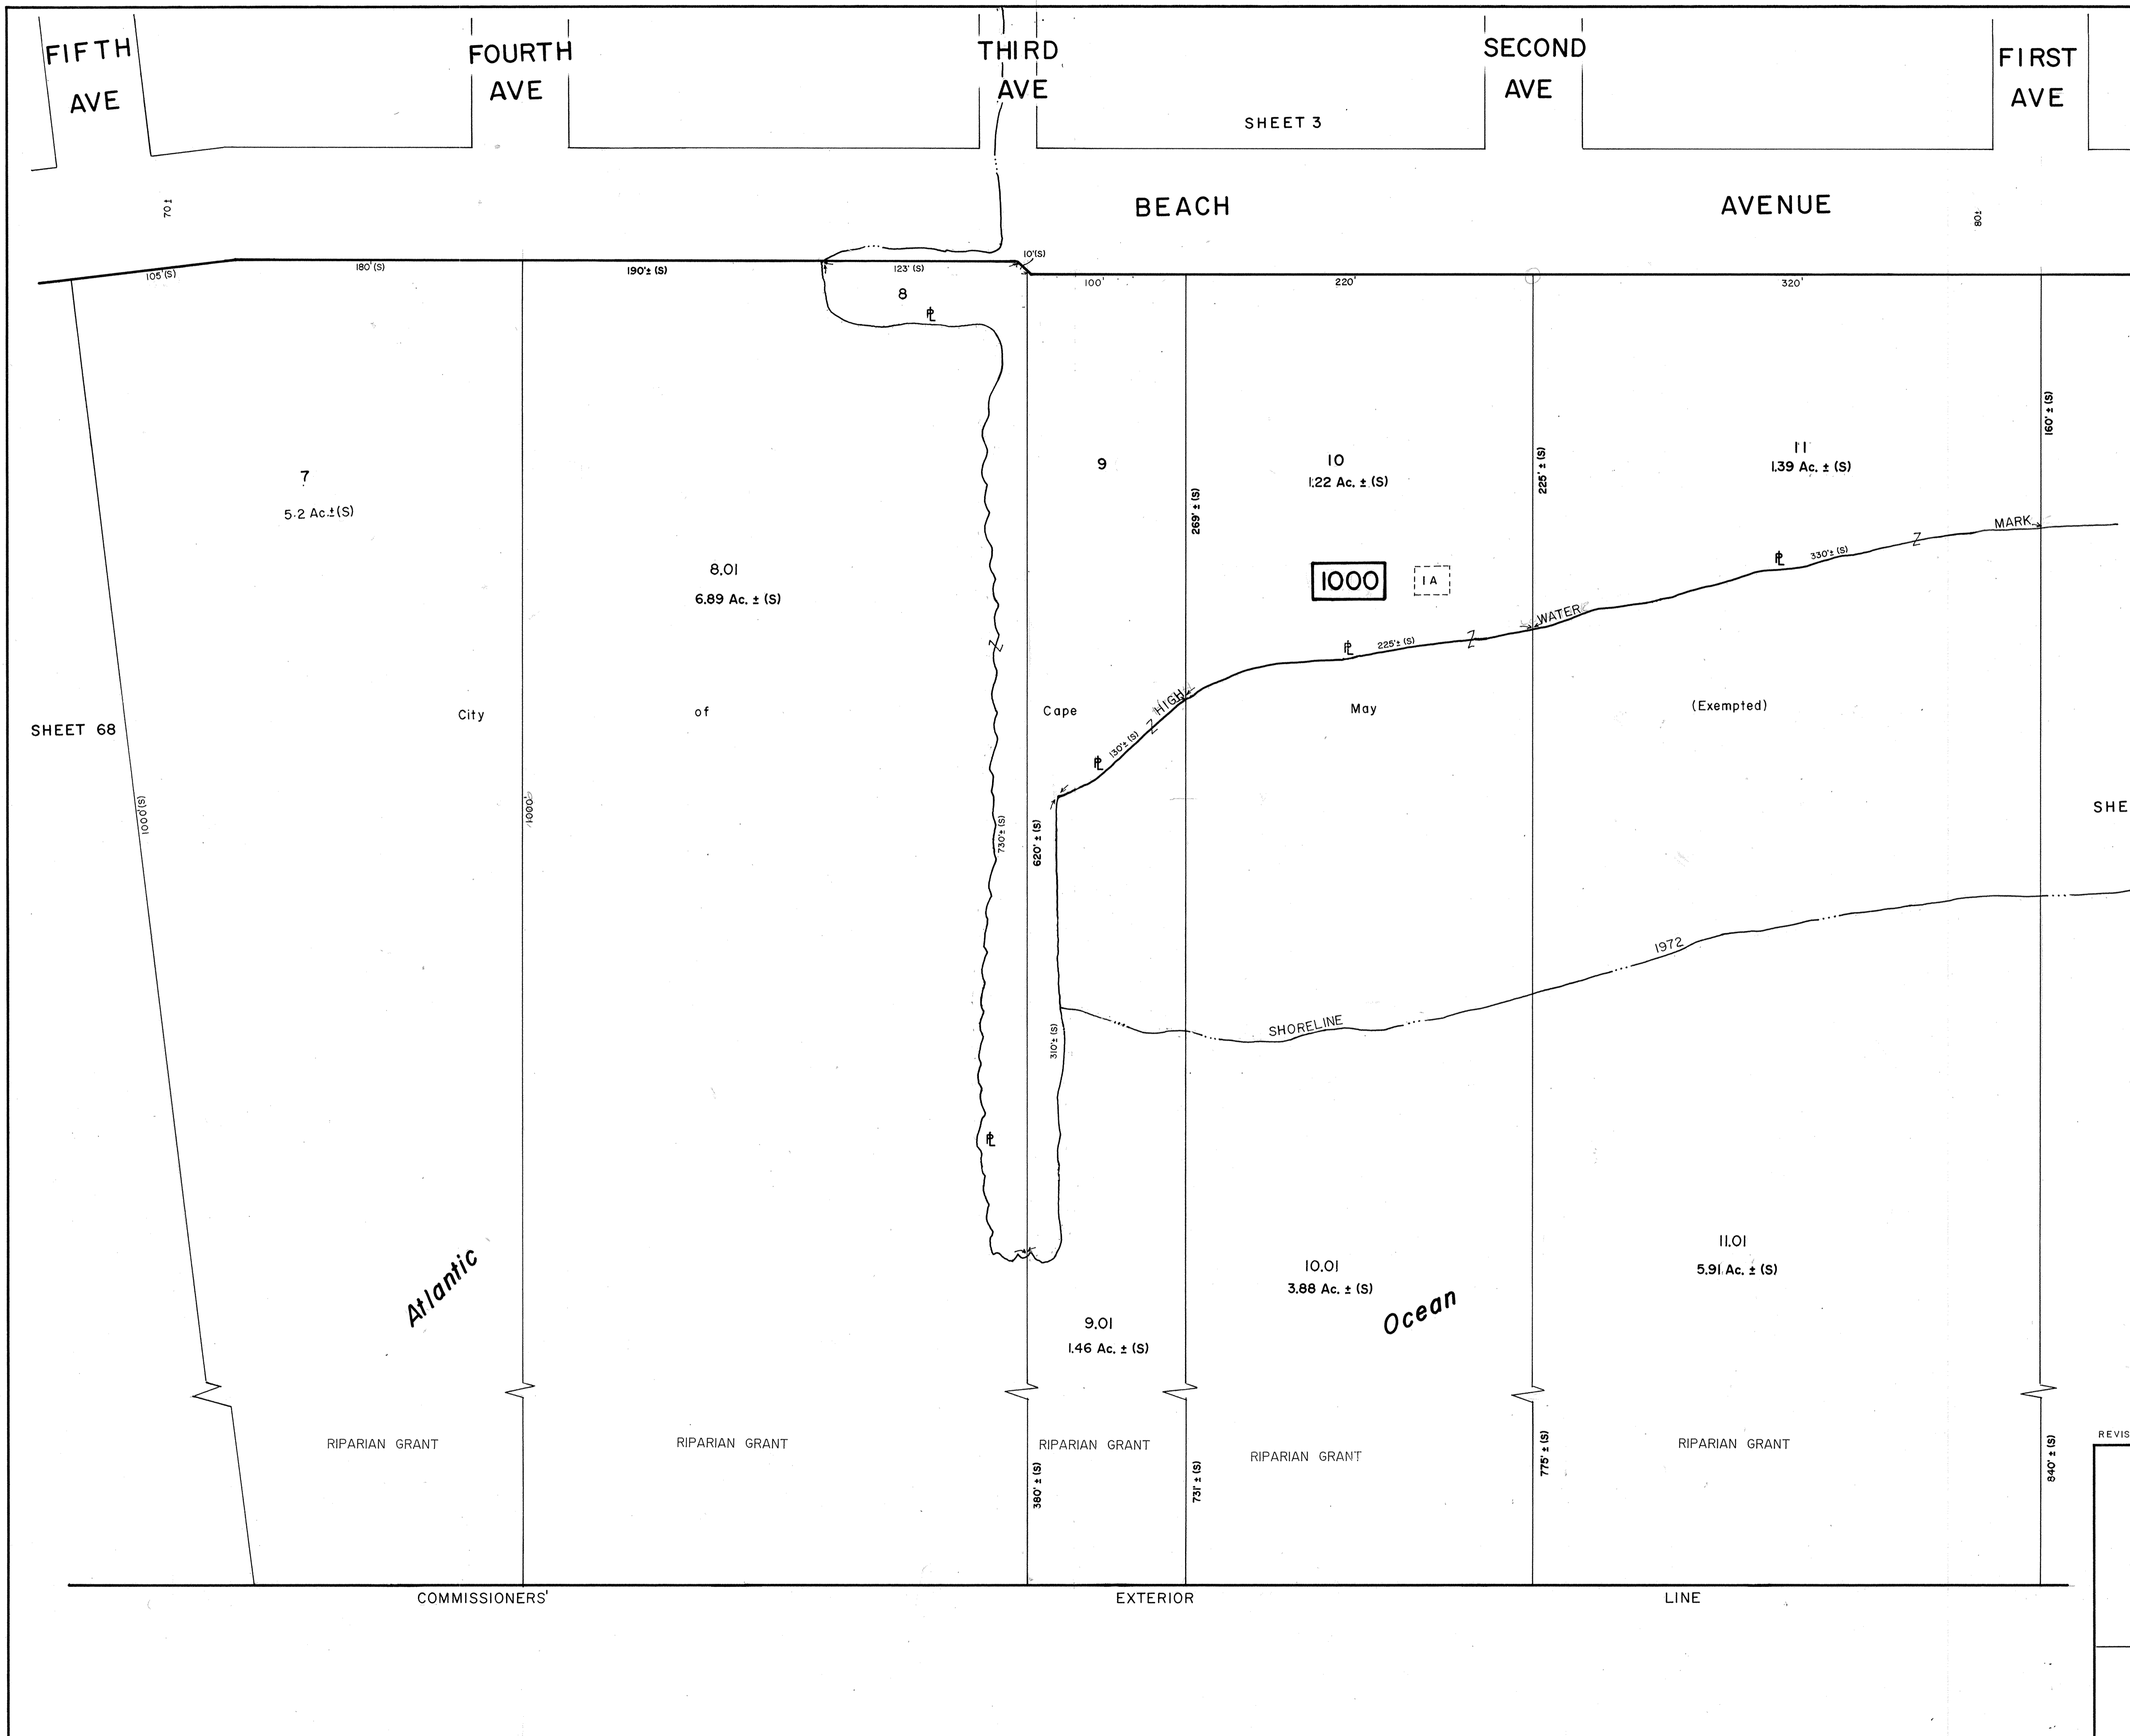 FIFTH
AVE
FOURTH
AVE
THIRD
AVE
SECOND
AVE
FIRST
AVE
SHEET 3
70±
BEACH AVENUE
80±
105'(S)
180'(S)
190'± (S)
123' (S)
10'(S)
100'
220'
320'
8
PL
160' ± (S)
7
5.2 Ac.±(S)
9
10
1.22 Ac. ± (S)
225' ± (S)
11
1.39 Ac. ± (S)
269' ± (S)
8.01
6.89 Ac. ± (S)
1000
1A
HIGH WATER MARK
PL
330'± (S)
PL
225'± (S)
PL
130'± (S)
SHEET 68
City of Cape May (Exempted)
1000'(S)
1000'
730'± (S)
620' ± (S)
SHE
1972
SHORELINE
310'± (S)
PL
Atlantic
Ocean
9.01
1.46 Ac. ± (S)
10.01
3.88 Ac. ± (S)
11.01
5.91 Ac. ± (S)
RIPARIAN GRANT
RIPARIAN GRANT
RIPARIAN GRANT
RIPARIAN GRANT
RIPARIAN GRANT
380' ± (S)
731' ± (S)
775' ± (S)
840' ± (S)
REVIS
COMMISSIONERS' EXTERIOR LINE